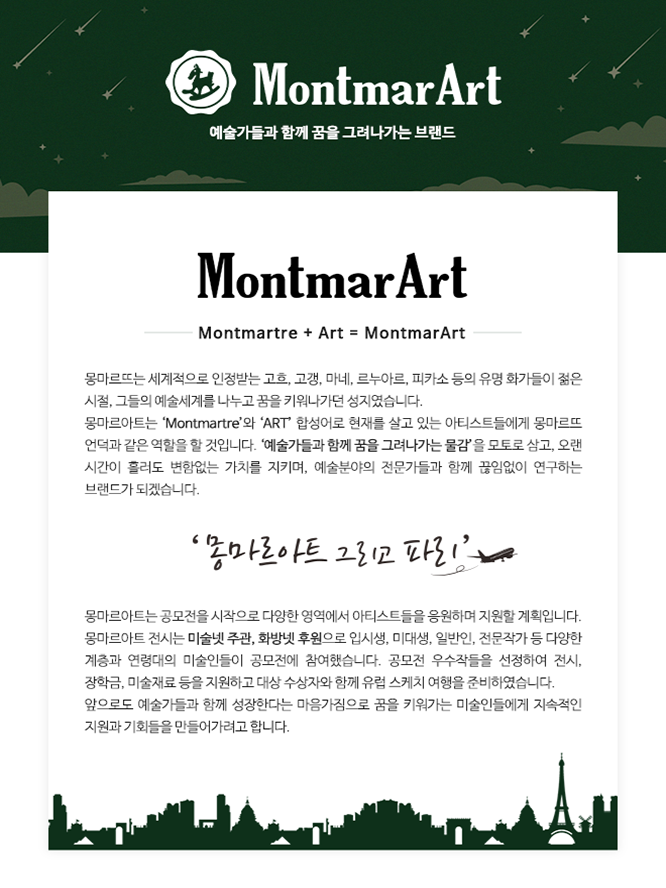 MontmarArt
예술가들과 함께 꿈을 그려나가는 브랜드
MontmarArt
Montmartre + Art = MontmarArt
몽마르뜨는 세계적으로 인정받는 고흐, 고갱, 마네, 르누아르, 피카소 등의 유명 화가들이 젊은
시절, 그들의 예술세계를 나누고 꿈을 키워나가던 성지였습니다.
몽마르아트는 ‘Montmartre’와 ‘ART’ 합성어로 현재를 살고 있는 아티스트들에게 몽마르뜨
언덕과 같은 역할을 할 것입니다. ‘예술가들과 함께 꿈을 그려나가는 물감’을 모토로 삼고, 오랜
시간이 흘러도 변함없는 가치를 지키며, 예술분야의 전문가들과 함께 끊임없이 연구하는
브랜드가 되겠습니다.
‘몽마르아트 그리고 파리’
몽마르아트는 공모전을 시작으로 다양한 영역에서 아티스트들을 응원하며 지원할 계획입니다.
몽마르아트 전시는 미술넷 주관, 화방넷 후원으로 입시생, 미대생, 일반인, 전문작가 등 다양한
계층과 연령대의 미술인들이 공모전에 참여했습니다. 공모전 우수작들을 선정하여 전시,
장학금, 미술재료 등을 지원하고 대상 수상자와 함께 유럽 스케치 여행을 준비하였습니다.
앞으로도 예술가들과 함께 성장한다는 마음가짐으로 꿈을 키워가는 미술인들에게 지속적인
지원과 기회들을 만들어가려고 합니다.